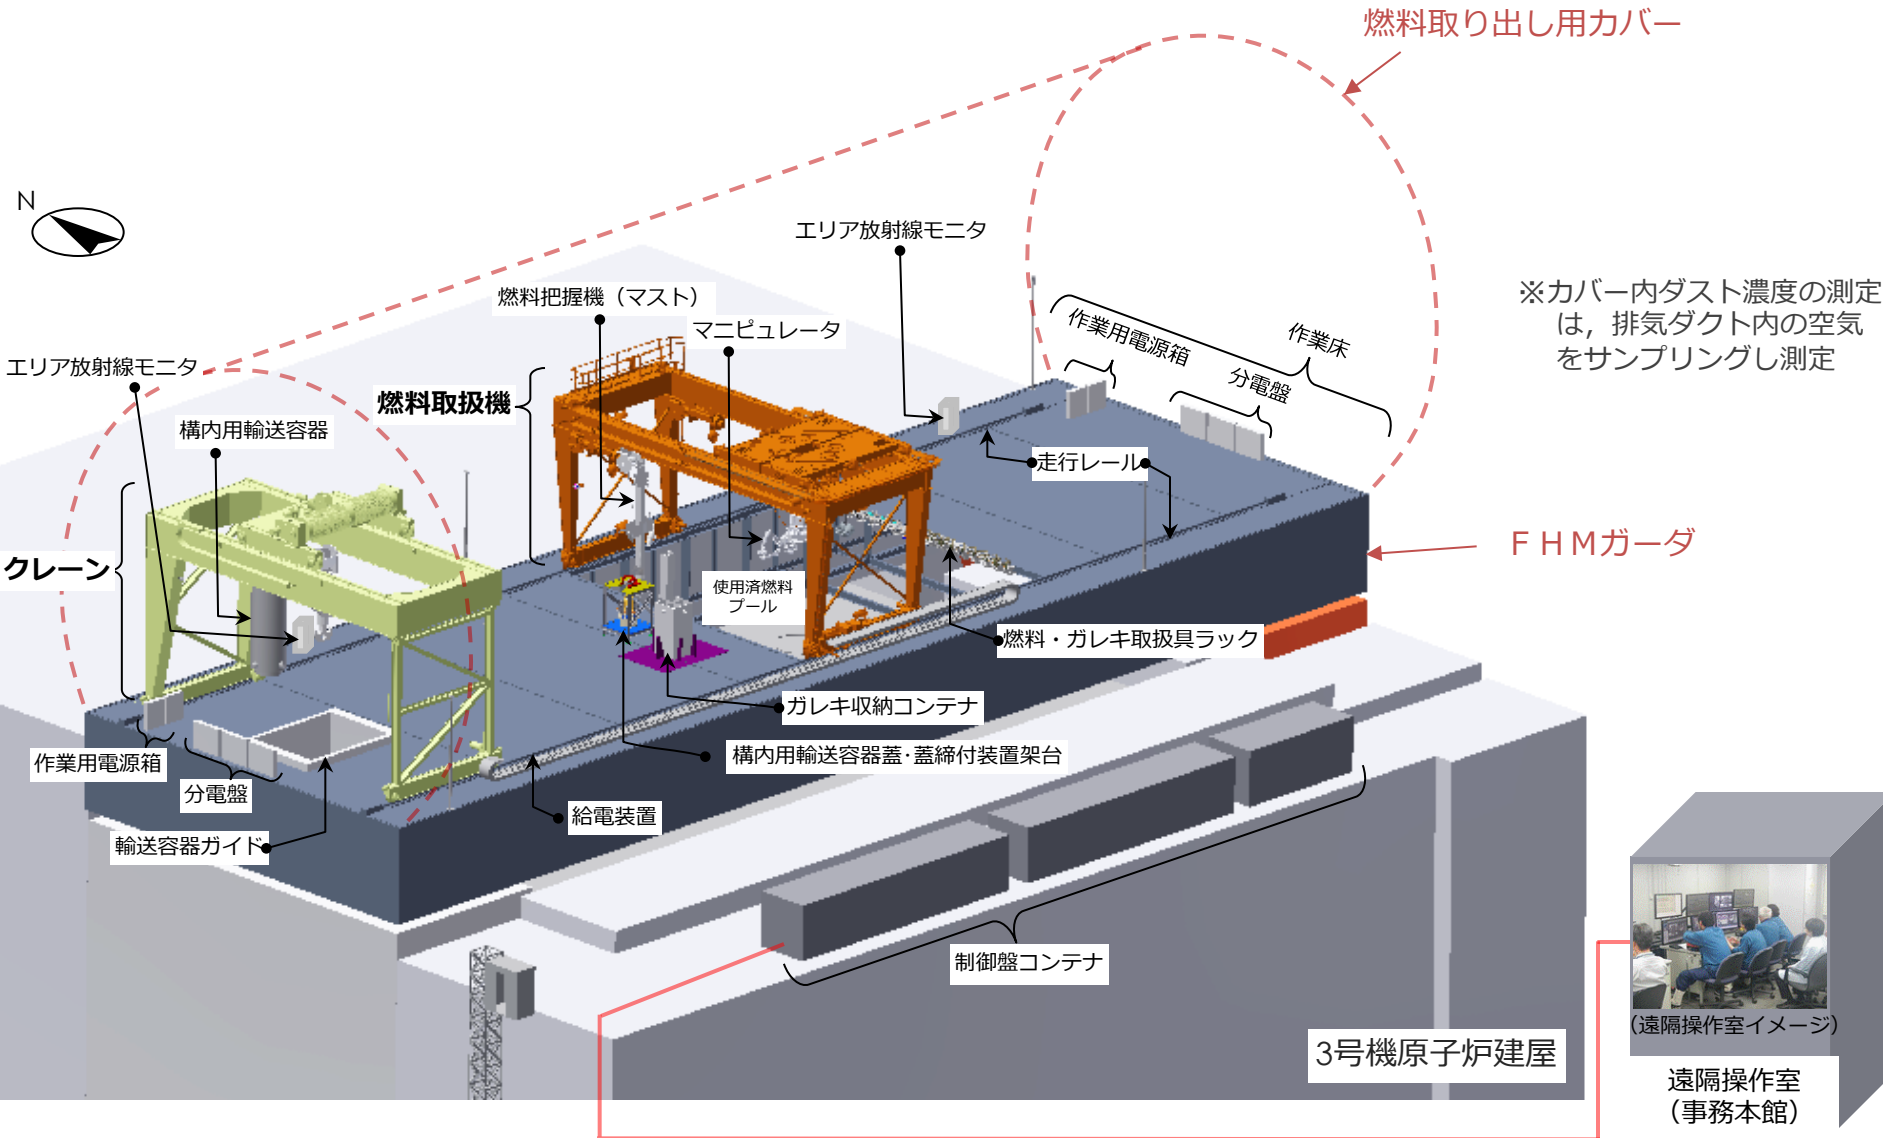 燃料取り出し用カバー
N
エリア放射線モニタ
※カバー内ダスト濃度の測定
は，排気ダクト内の空気
をサンプリングし測定
燃料把握機（マスト）
マニピュレータ
作業用電源箱
作業床
分電盤
エリア放射線モニタ
燃料取扱機
構内用輸送容器
走行レール
ＦＨＭガーダ
クレーン
使用済燃料
プール
燃料・ガレキ取扱具ラック
ガレキ収納コンテナ
構内用輸送容器蓋･蓋締付装置架台
作業用電源箱
分電盤
給電装置
輸送容器ガイド
制御盤コンテナ
3号機原子炉建屋
（遠隔操作室イメージ）
遠隔操作室
（事務本館）